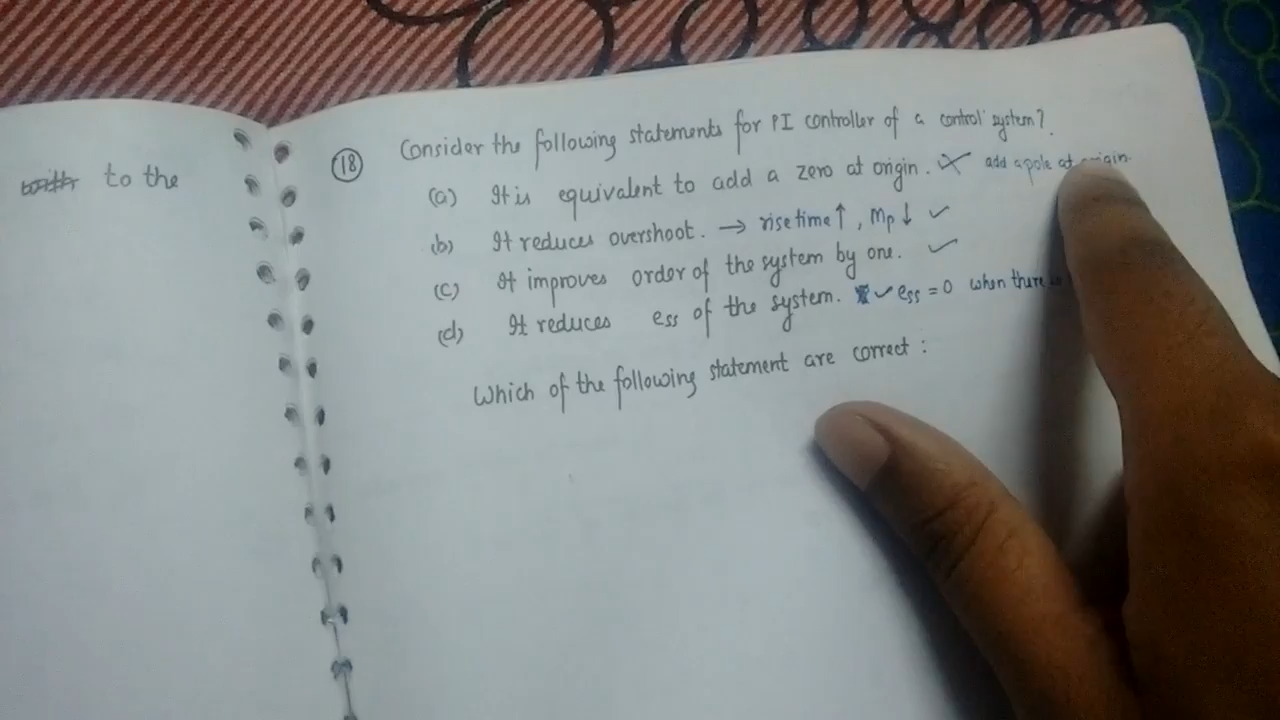 to the
(18) Consider the following statements for PI controller of a control system?.
(a) It is equivalent to add a zero at origin. ✗ add a pole at origin.
(b) It reduces overshoot. → rise time ↑, Mp ↓ ✓
(c) It improves order of the system by one. ✓
(d) It reduces ess of the system. ✓ ess = 0 when there
Which of the following statement are correct :